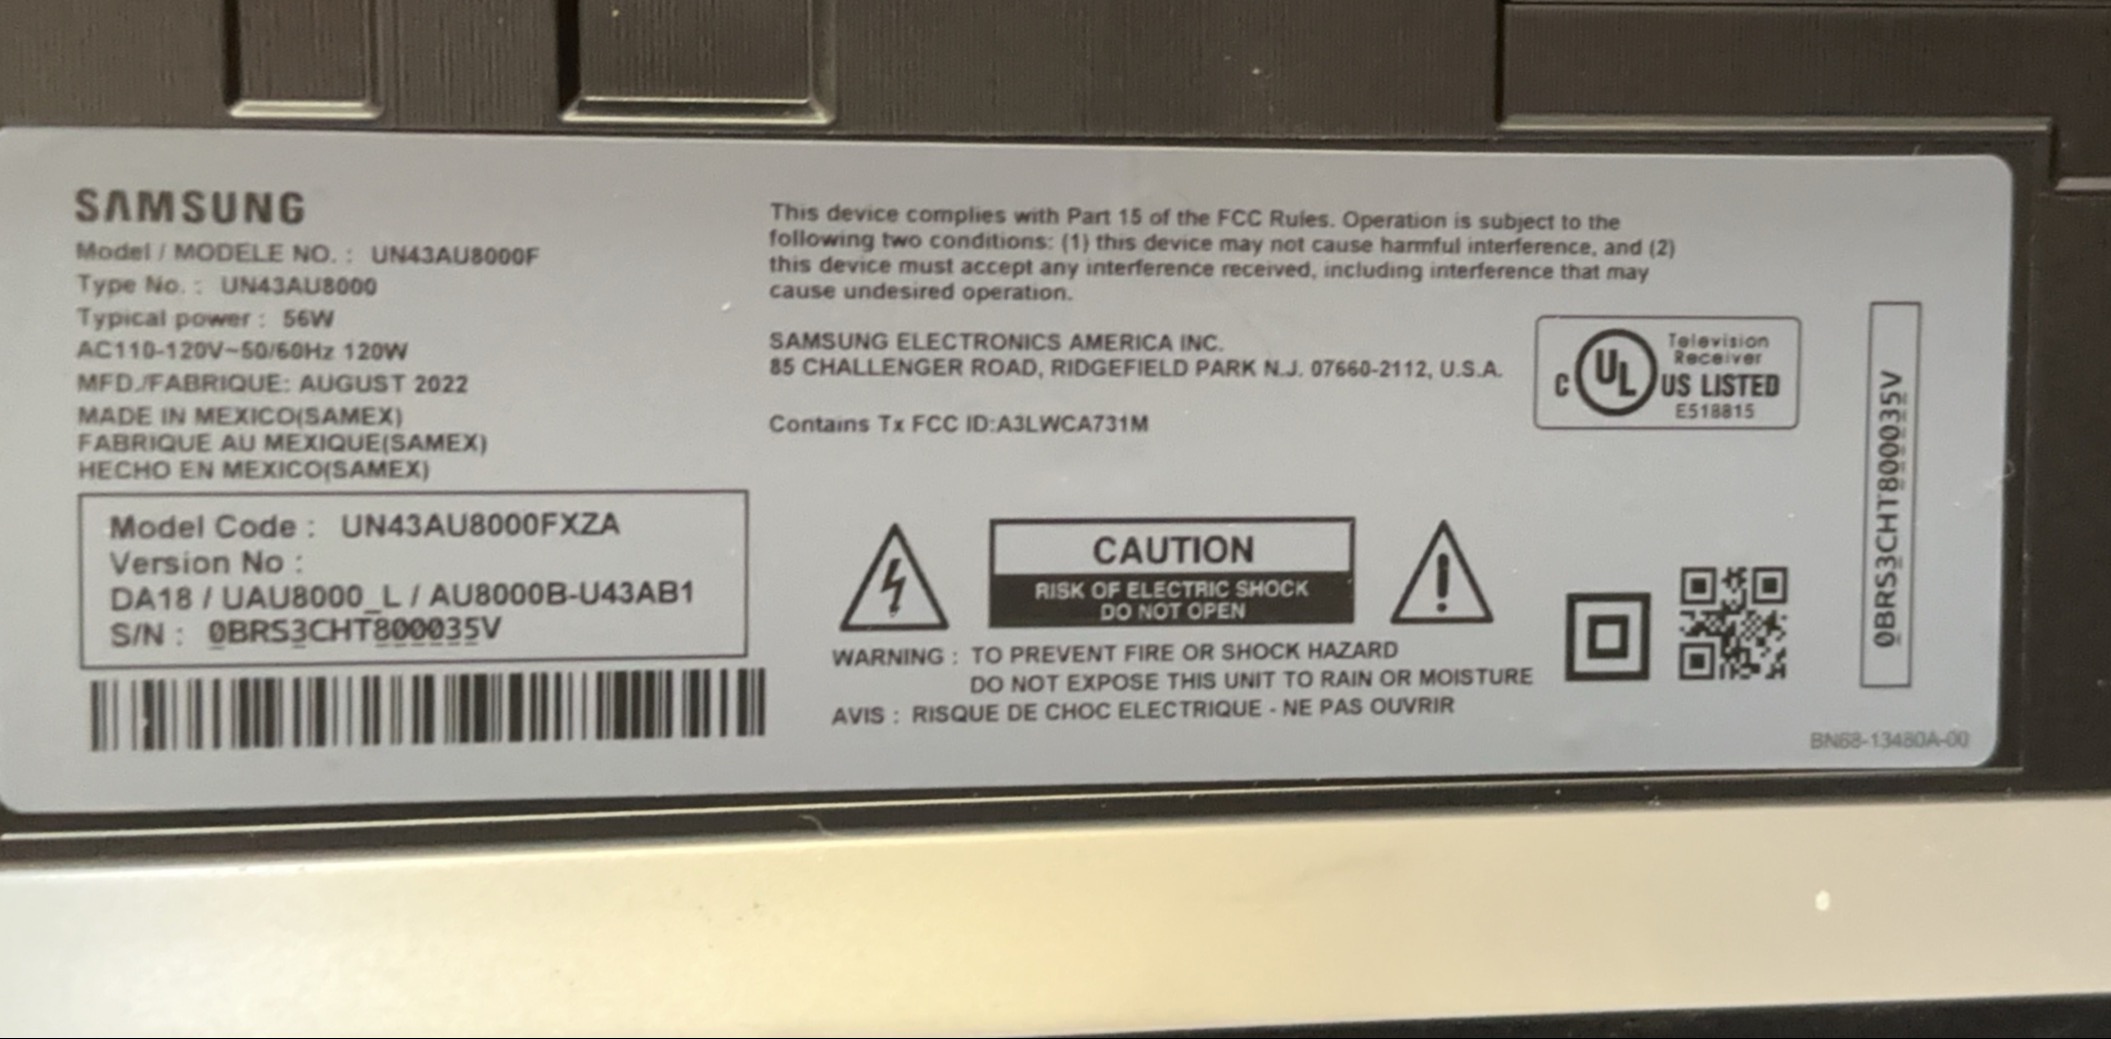 SAMSUNG
Model / MODELE NO. : UN43AU8000F
Type No. : UN43AU8000
Typical power : 56W
AC110-120V~50/60Hz 120W
MFD./FABRIQUE: AUGUST 2022
MADE IN MEXICO(SAMEX)
FABRIQUE AU MEXIQUE(SAMEX)
HECHO EN MEXICO(SAMEX)
Model Code : UN43AU8000FXZA
Version No :
DA18 / UAU8000_L / AU8000B-U43AB1
S/N : 0BRS3CHT800035V
This device complies with Part 15 of the FCC Rules. Operation is subject to the
following two conditions: (1) this device may not cause harmful interference, and (2)
this device must accept any interference received, including interference that may
cause undesired operation.
SAMSUNG ELECTRONICS AMERICA INC.
85 CHALLENGER ROAD, RIDGEFIELD PARK N.J. 07660-2112, U.S.A.
Contains Tx FCC ID:A3LWCA731M
CAUTION
RISK OF ELECTRIC SHOCK
DO NOT OPEN
WARNING : TO PREVENT FIRE OR SHOCK HAZARD
DO NOT EXPOSE THIS UNIT TO RAIN OR MOISTURE
AVIS : RISQUE DE CHOC ELECTRIQUE - NE PAS OUVRIR
Television
Receiver
C UL US LISTED
E518815
0BRS3CHT800035V
BN68-13480A-00